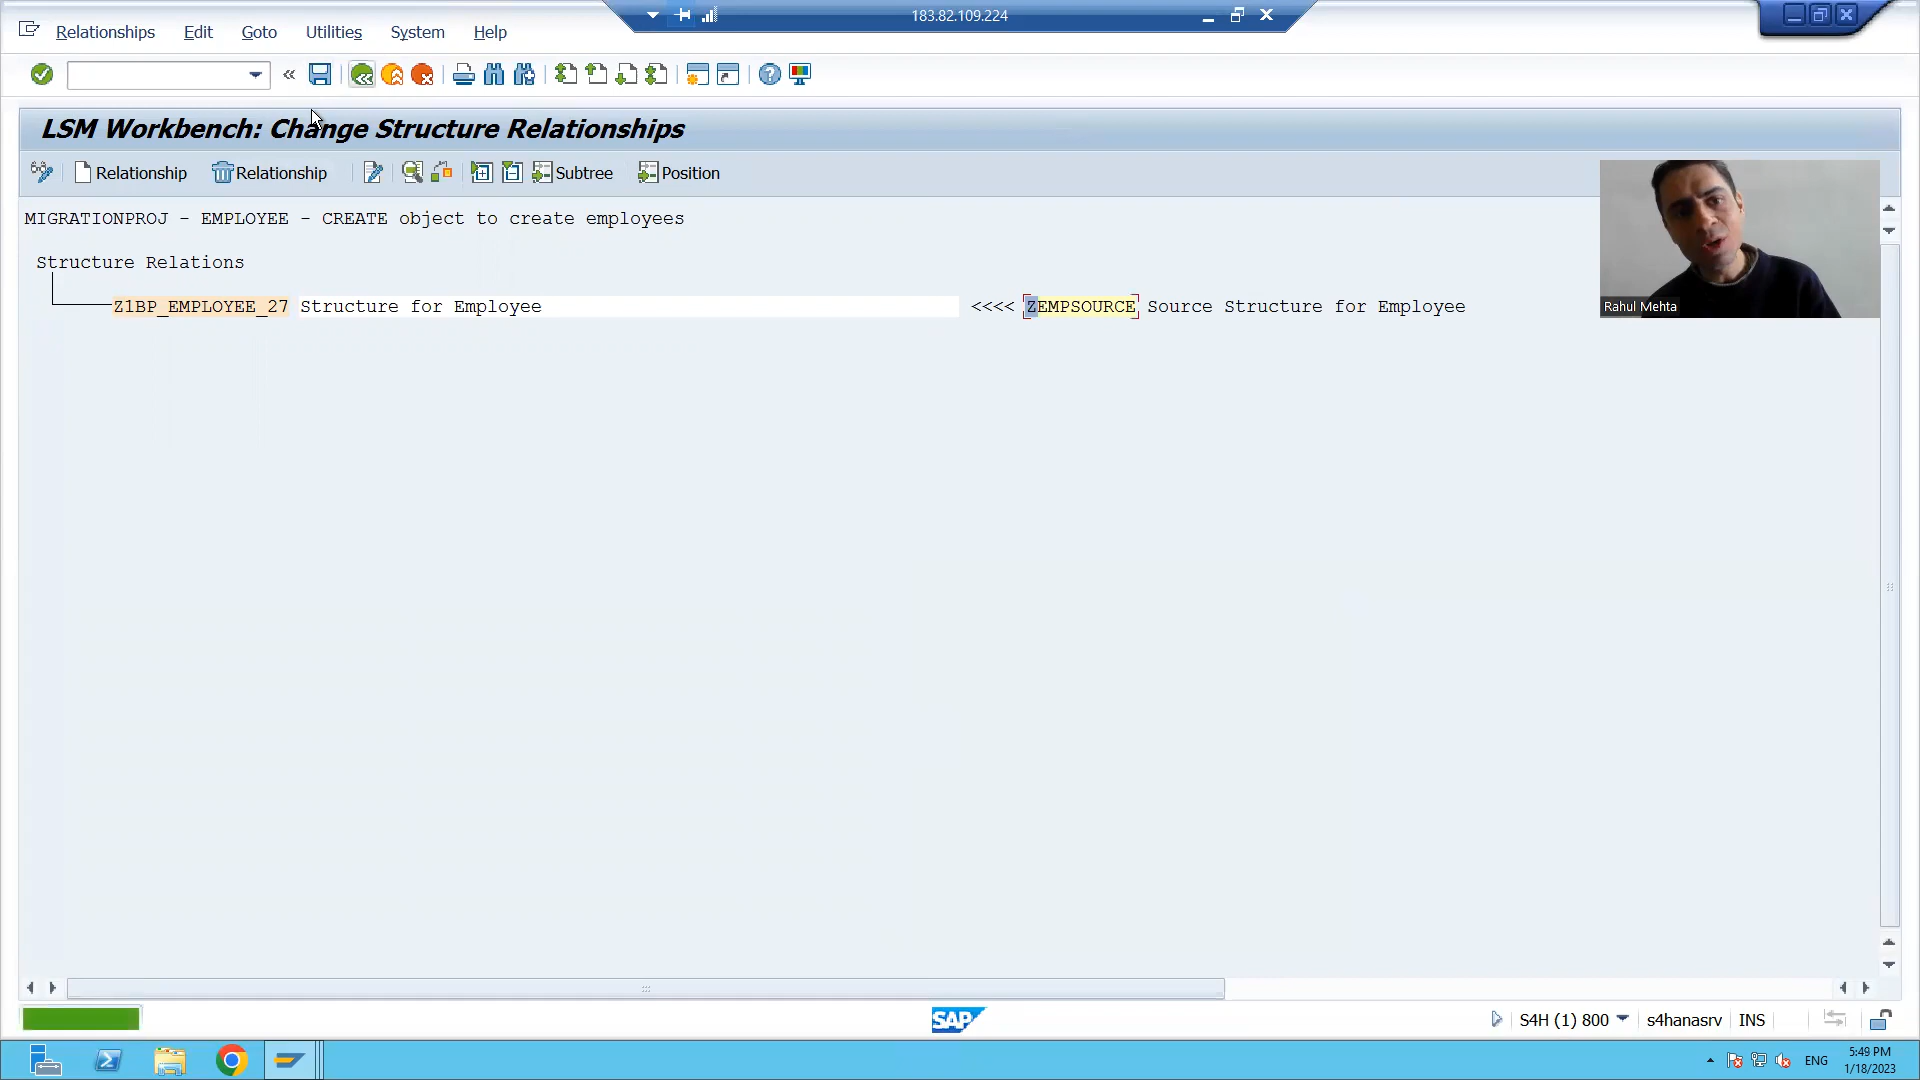 183.82.109.224
Relationships Edit Goto Utilities System Help
LSM Workbench: Change Structure Relationships
Relationship Relationship Subtree Position
MIGRATIONPROJ - EMPLOYEE - CREATE object to create employees
Structure Relations
Z1BP_EMPLOYEE_27 Structure for Employee <<<< ZEMPSOURCE Source Structure for Employee
Rahul Mehta
SAP
S4H (1) 800 s4hanasrv INS
ENG
5:49 PM
1/18/2023